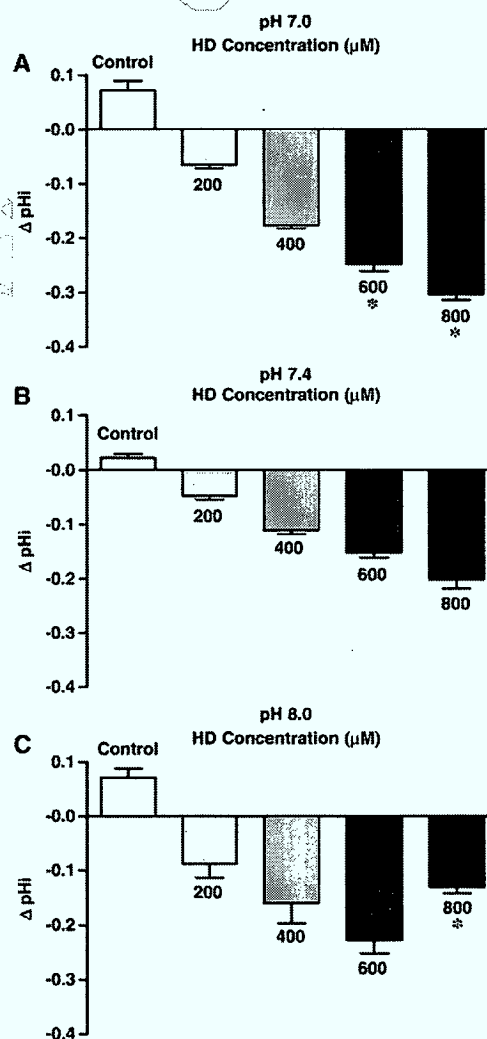 pH 7.0
HD Concentration (μM)
A
Control
0.1
-0.0
-0.1
-0.2
-0.3
-0.4
Δ pHi
200
400
600
*
800
*
pH 7.4
HD Concentration (μM)
B
Control
0.1
-0.0
-0.1
-0.2
-0.3
-0.4
Δ pHi
200
400
600
800
pH 8.0
HD Concentration (μM)
C
Control
0.1
-0.0
-0.1
-0.2
-0.3
-0.4
Δ pHi
200
400
600
800
*